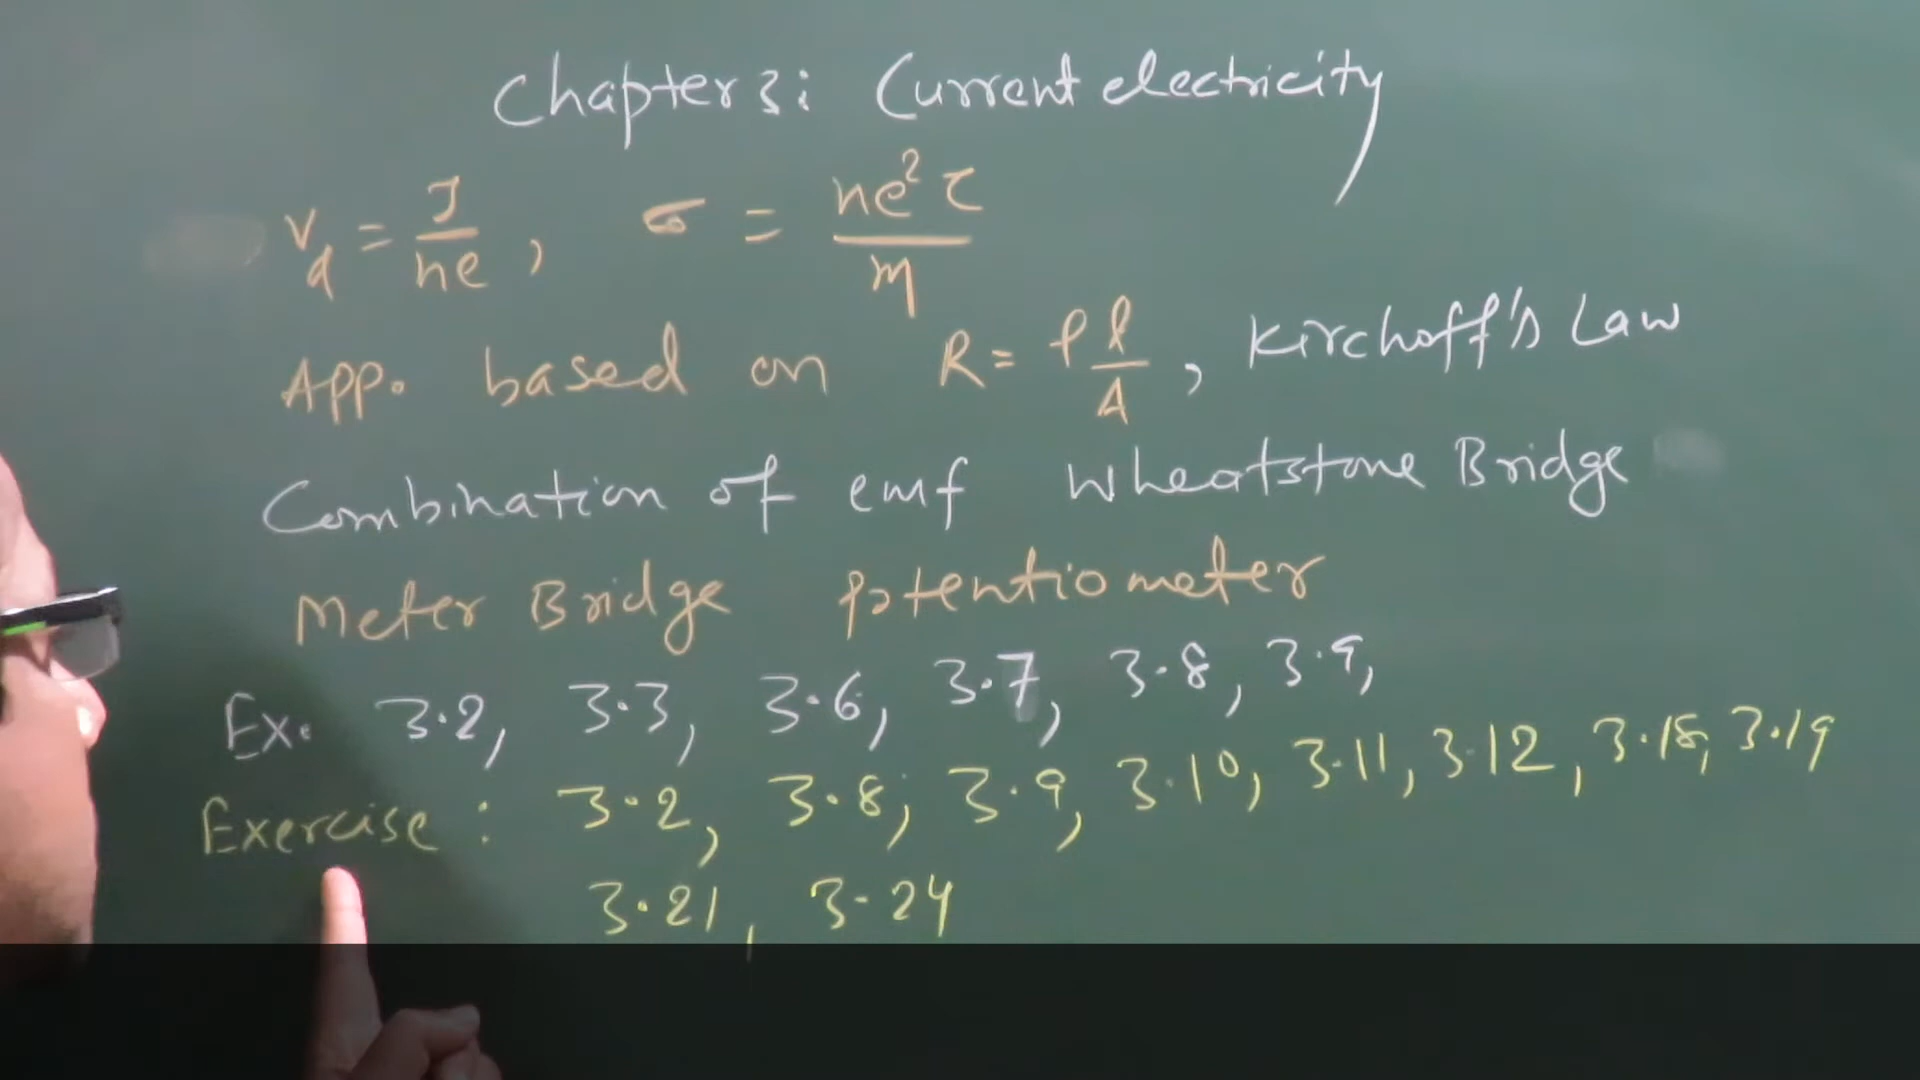 Chapter 3: Current electricity
v_d = J/ne, σ = ne²τ/m
App. based on R = ρ l/A, Kirchoff's Law
Combination of emf Wheatstone Bridge
Meter Bridge potentiometer
Ex. 3.2, 3.3, 3.6, 3.7, 3.8, 3.9,
Exercise: 3.2, 3.8, 3.9, 3.10, 3.11, 3.12, 3.18, 3.19
3.21, 3.24